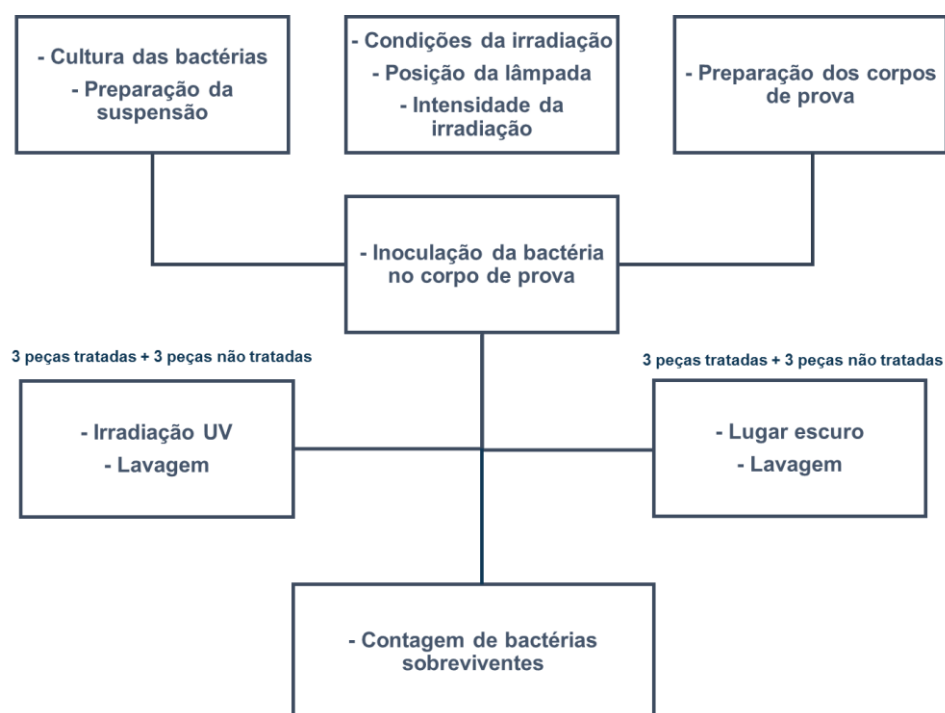 - Cultura das bactérias
- Preparação da
suspensão
- Condições da irradiação
- Posição da lâmpada
- Intensidade da
irradiação
- Preparação dos corpos
de prova
- Inoculação da bactéria
no corpo de prova
3 peças tratadas + 3 peças não tratadas
- Irradiação UV
- Lavagem
3 peças tratadas + 3 peças não tratadas
- Lugar escuro
- Lavagem
- Contagem de bactérias
sobreviventes